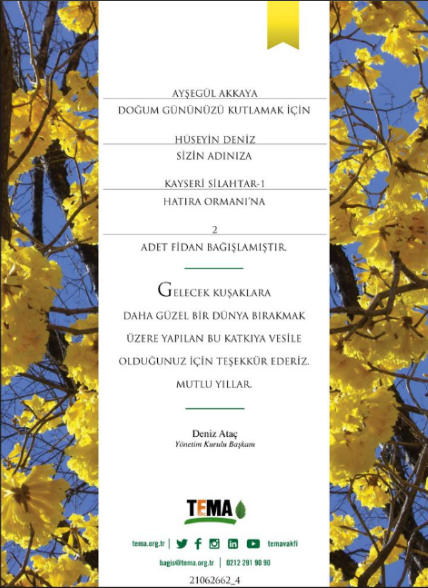 AYŞEGÜL AKKAYA
DOĞUM GÜNÜNÜZÜ KUTLAMAK İÇİN
HÜSEYİN DENİZ
SİZİN ADINIZA
KAYSERİ SİLAHTAR-1
HATIRA ORMANI'NA
2
ADET FİDAN BAĞIŞLAMIŞTIR.
GELECEK KUŞAKLARA
DAHA GÜZEL BİR DÜNYA BIRAKMAK
ÜZERE YAPILAN BU KATKIYA VESİLE
OLDUĞUNUZ İÇİN TEŞEKKÜR EDERİZ.
MUTLU YILLAR.
Deniz Ataç
Yönetim Kurulu Başkanı
TEMA
tema.org.tr | temavakfi
bagis@tema.org.tr | 0212 291 90 90
21062662_4